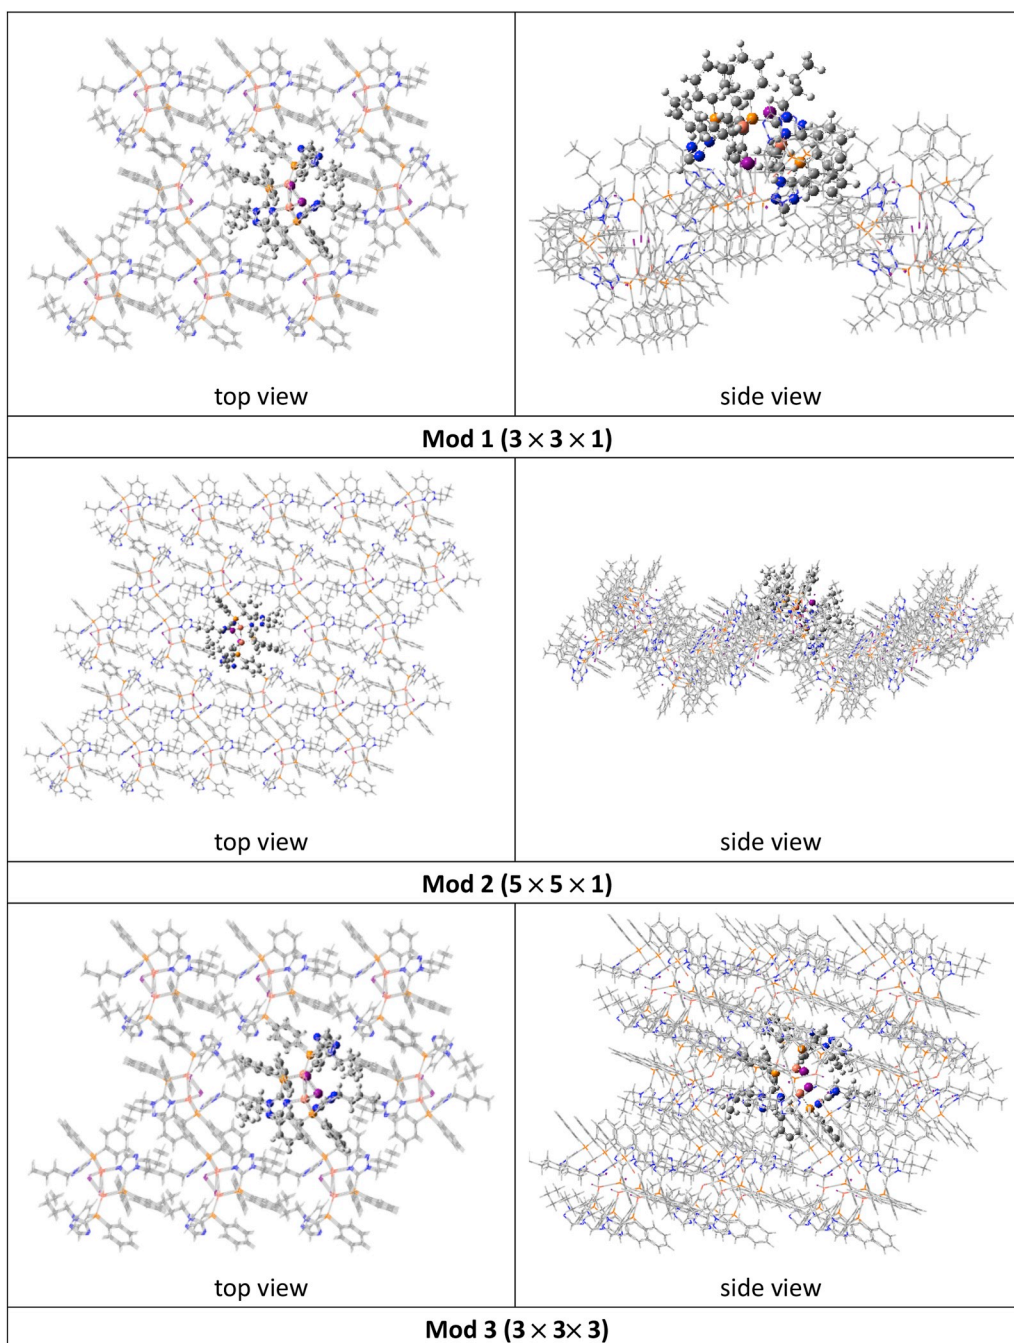 top view
side view
Mod 1 (3 × 3 × 1)
top view
side view
Mod 2 (5 × 5 × 1)
top view
side view
Mod 3 (3 × 3× 3)